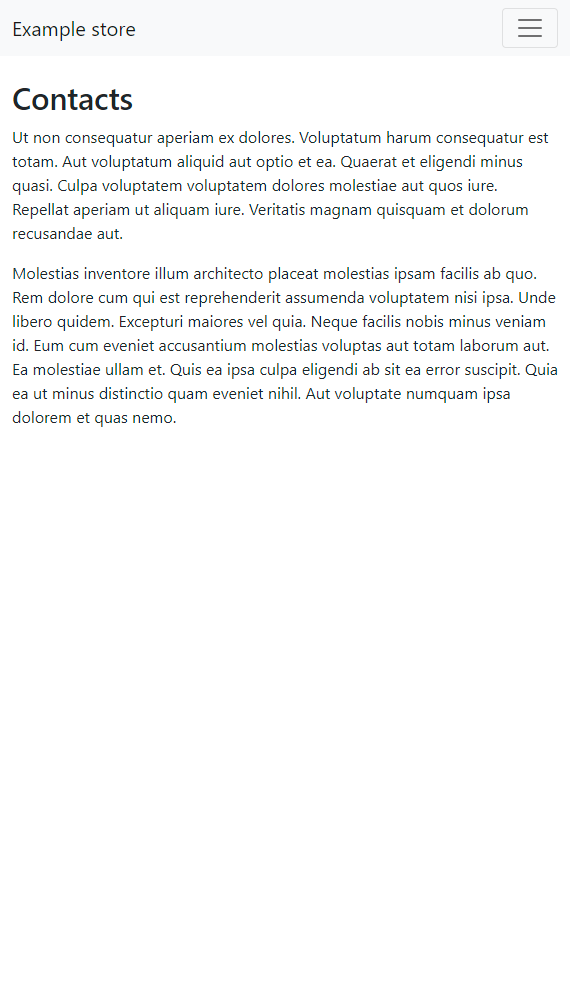 Example store
Contacts
Ut non consequatur aperiam ex dolores. Voluptatum harum consequatur est
totam. Aut voluptatum aliquid aut optio et ea. Quaerat et eligendi minus
quasi. Culpa voluptatem voluptatem dolores molestiae aut quos iure.
Repellat aperiam ut aliquam iure. Veritatis magnam quisquam et dolorum
recusandae aut.
Molestias inventore illum architecto placeat molestias ipsam facilis ab quo.
Rem dolore cum qui est reprehenderit assumenda voluptatem nisi ipsa. Unde
libero quidem. Excepturi maiores vel quia. Neque facilis nobis minus veniam
id. Eum cum eveniet accusantium molestias voluptas aut totam laborum aut.
Ea molestiae ullam et. Quis ea ipsa culpa eligendi ab sit ea error suscipit. Quia
ea ut minus distinctio quam eveniet nihil. Aut voluptate numquam ipsa
dolorem et quas nemo.